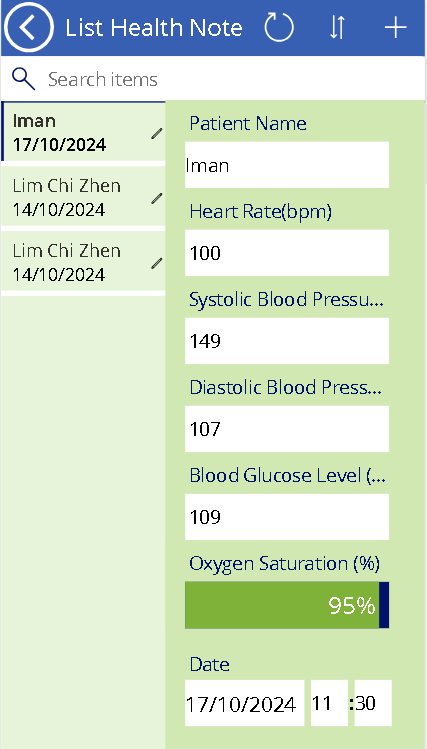 List Health Note
Search items
Iman
17/10/2024
Lim Chi Zhen
14/10/2024
Lim Chi Zhen
14/10/2024
Patient Name
Iman
Heart Rate(bpm)
100
Systolic Blood Pressu...
149
Diastolic Blood Press...
107
Blood Glucose Level (...
109
Oxygen Saturation (%)
95%
Date
17/10/2024 11 :30